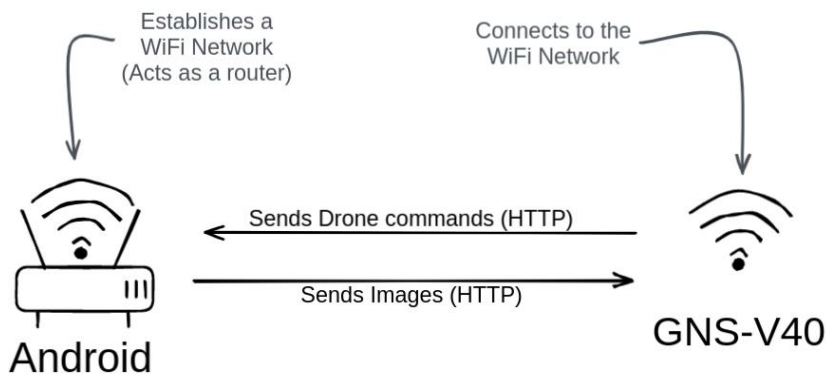 Establishes a
WiFi Network
(Acts as a router)
Connects to the
WiFi Network
Sends Drone commands (HTTP)
Sends Images (HTTP)
Android
GNS-V40